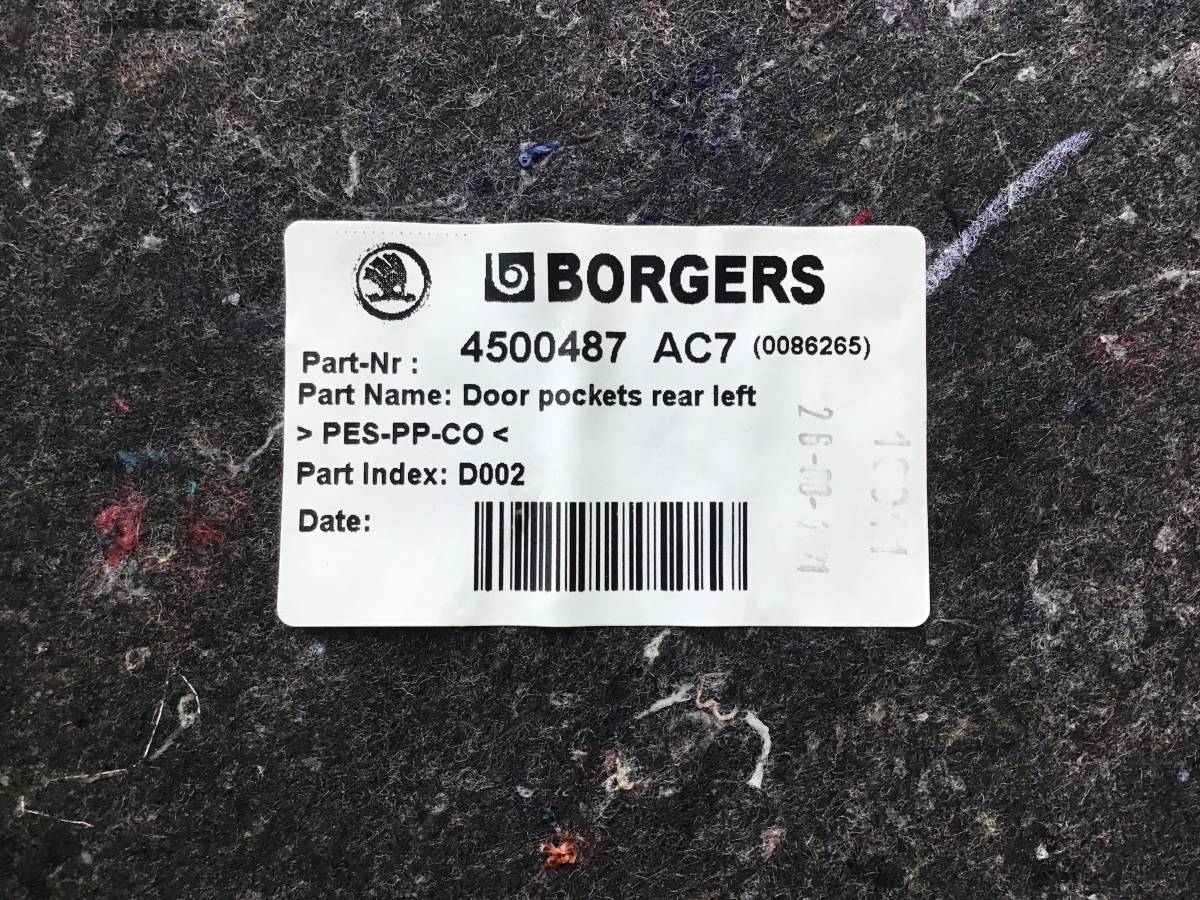 BORGERS
Part-Nr : 4500487 AC7 (0086265)
Part Name: Door pockets rear left
> PES-PP-CO <
Part Index: D002
Date: